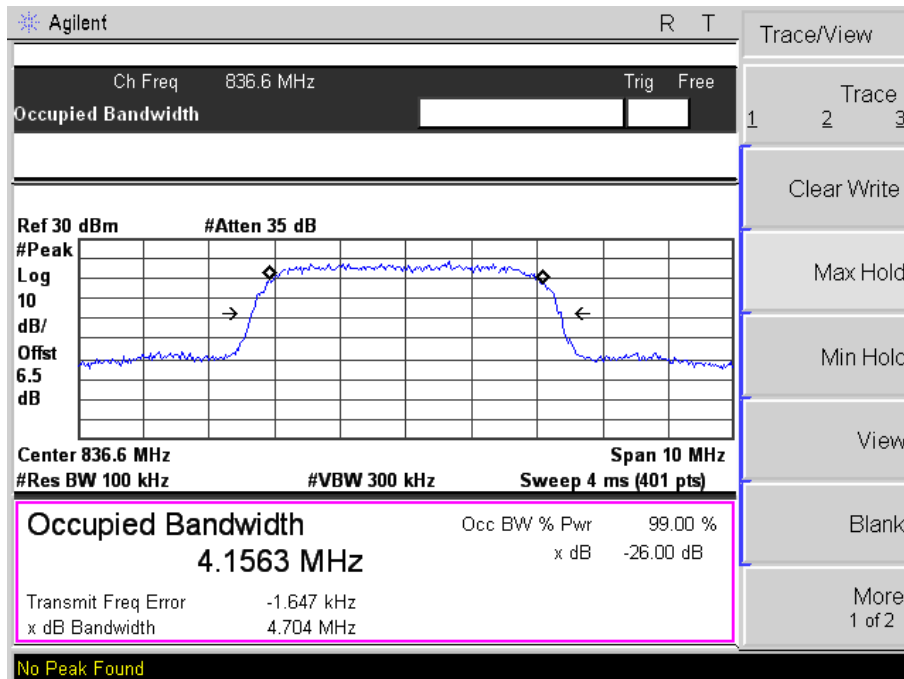 Agilent R T
Trace/View
Ch Freq 836.6 MHz Trig Free
Occupied Bandwidth
Trace
1 2 3
Clear Write
Ref 30 dBm #Atten 35 dB
#Peak
Log
10
dB/
Offst
6.5
dB
Max Hold
Min Hold
Center 836.6 MHz Span 10 MHz
#Res BW 100 kHz #VBW 300 kHz Sweep 4 ms (401 pts)
View
Occupied Bandwidth Occ BW % Pwr 99.00 %
4.1563 MHz x dB -26.00 dB
Blank
Transmit Freq Error -1.647 kHz
x dB Bandwidth 4.704 MHz
More
1 of 2
No Peak Found